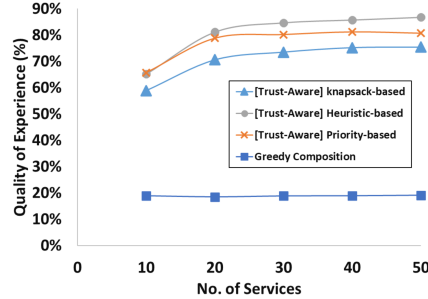 90%
80%
70%
60%
50%
40%
30%
20%
10%
0%
Quality of Experience (%)
[Trust-Aware] knapsack-based
[Trust-Aware] Heuristic-based
[Trust-Aware] Priority-based
Greedy Composition
0 10 20 30 40 50
No. of Services